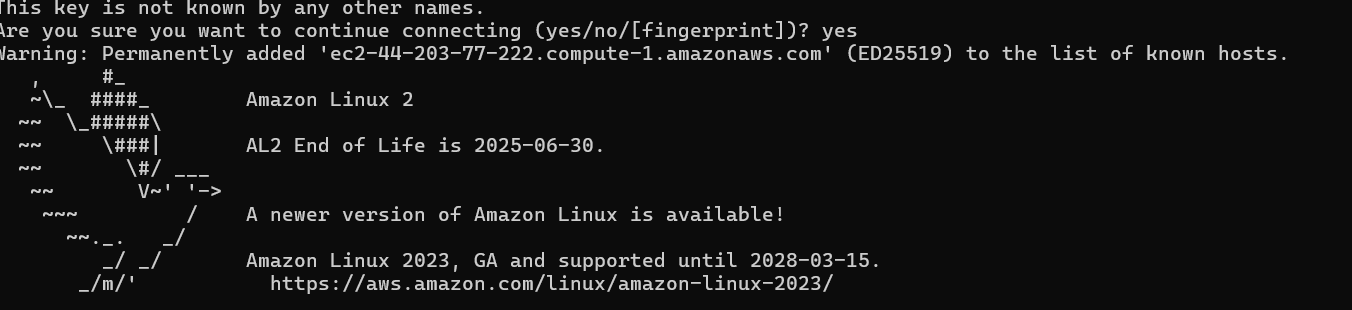 This key is not known by any other names.
Are you sure you want to continue connecting (yes/no/[fingerprint])? yes
Warning: Permanently added 'ec2-44-203-77-222.compute-1.amazonaws.com' (ED25519) to the list of known hosts.
   ,     #_
   ~\_  ####_        Amazon Linux 2
  ~~  \_#####\
  ~~     \###|       AL2 End of Life is 2025-06-30.
  ~~       \#/ ___
   ~~       V~' '->
    ~~~         /    A newer version of Amazon Linux is available!
      ~~._.   _/
         _/ _/       Amazon Linux 2023, GA and supported until 2028-03-15.
       _/m/'           https://aws.amazon.com/linux/amazon-linux-2023/